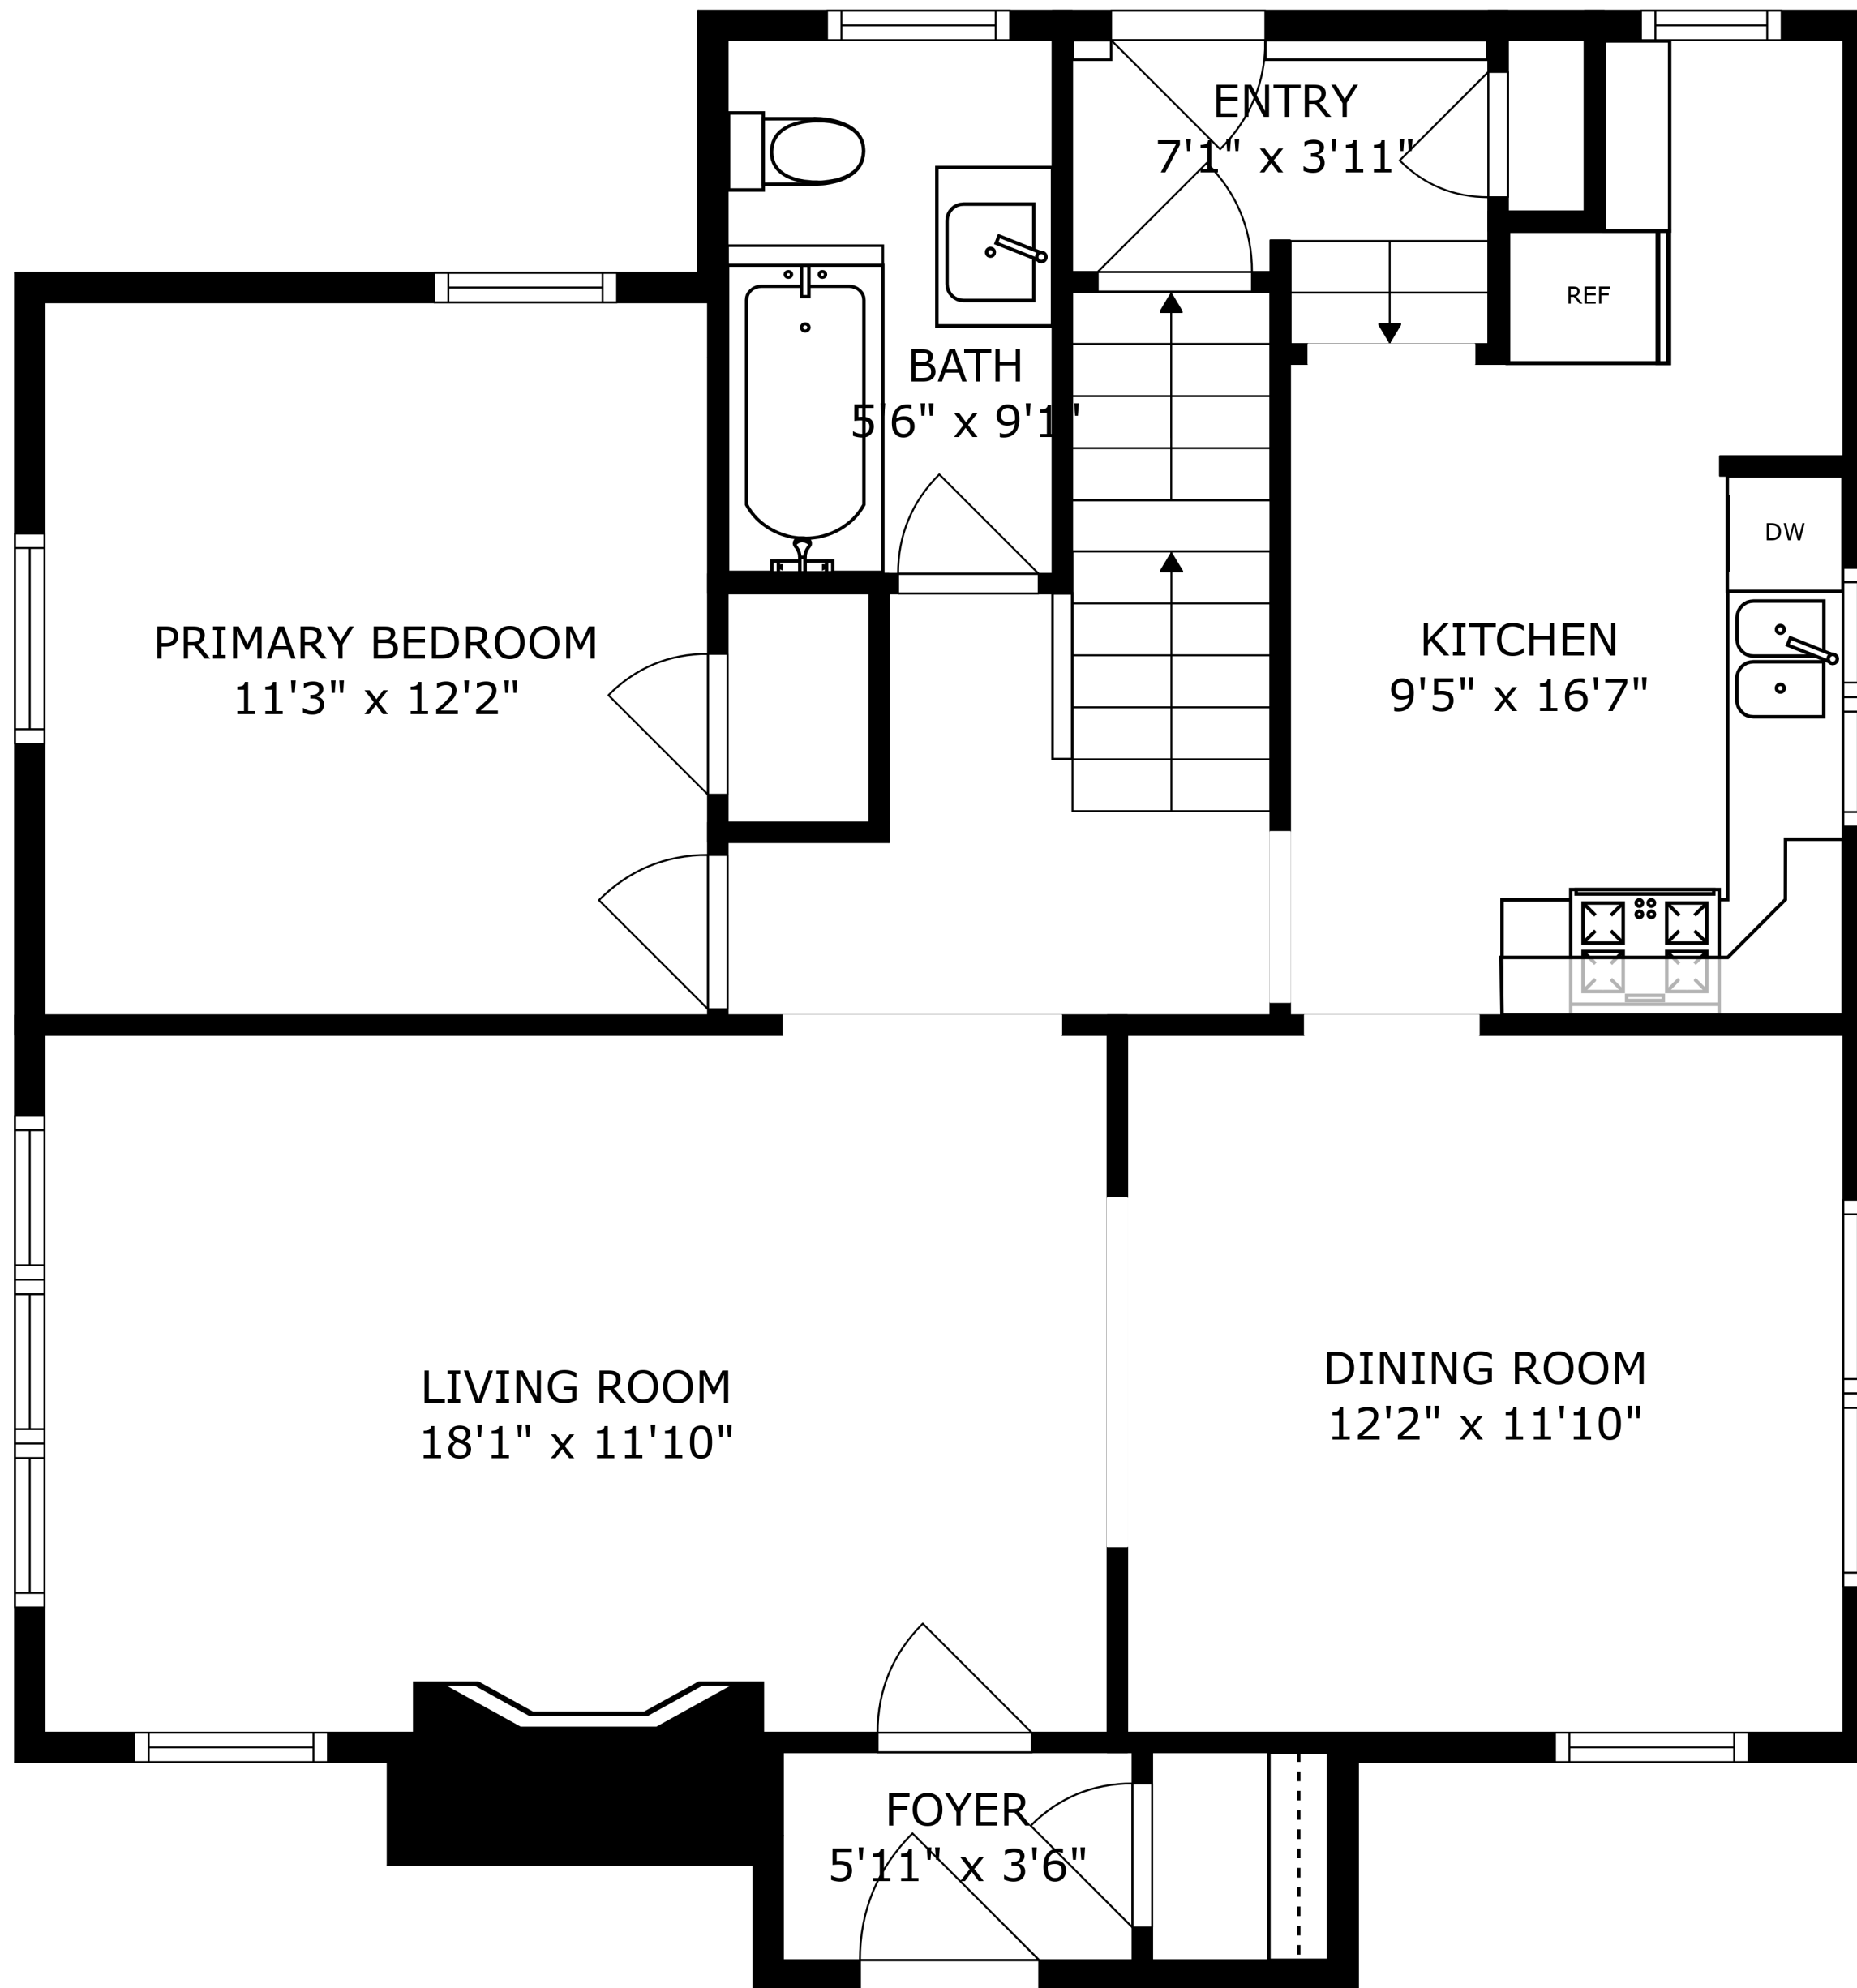 ENTRY
7'1" x 3'11"
REF
BATH
5'6" x 9'1"
DW
PRIMARY BEDROOM
11'3" x 12'2"
KITCHEN
9'5" x 16'7"
LIVING ROOM
18'1" x 11'10"
DINING ROOM
12'2" x 11'10"
FOYER
5'11" x 3'6"